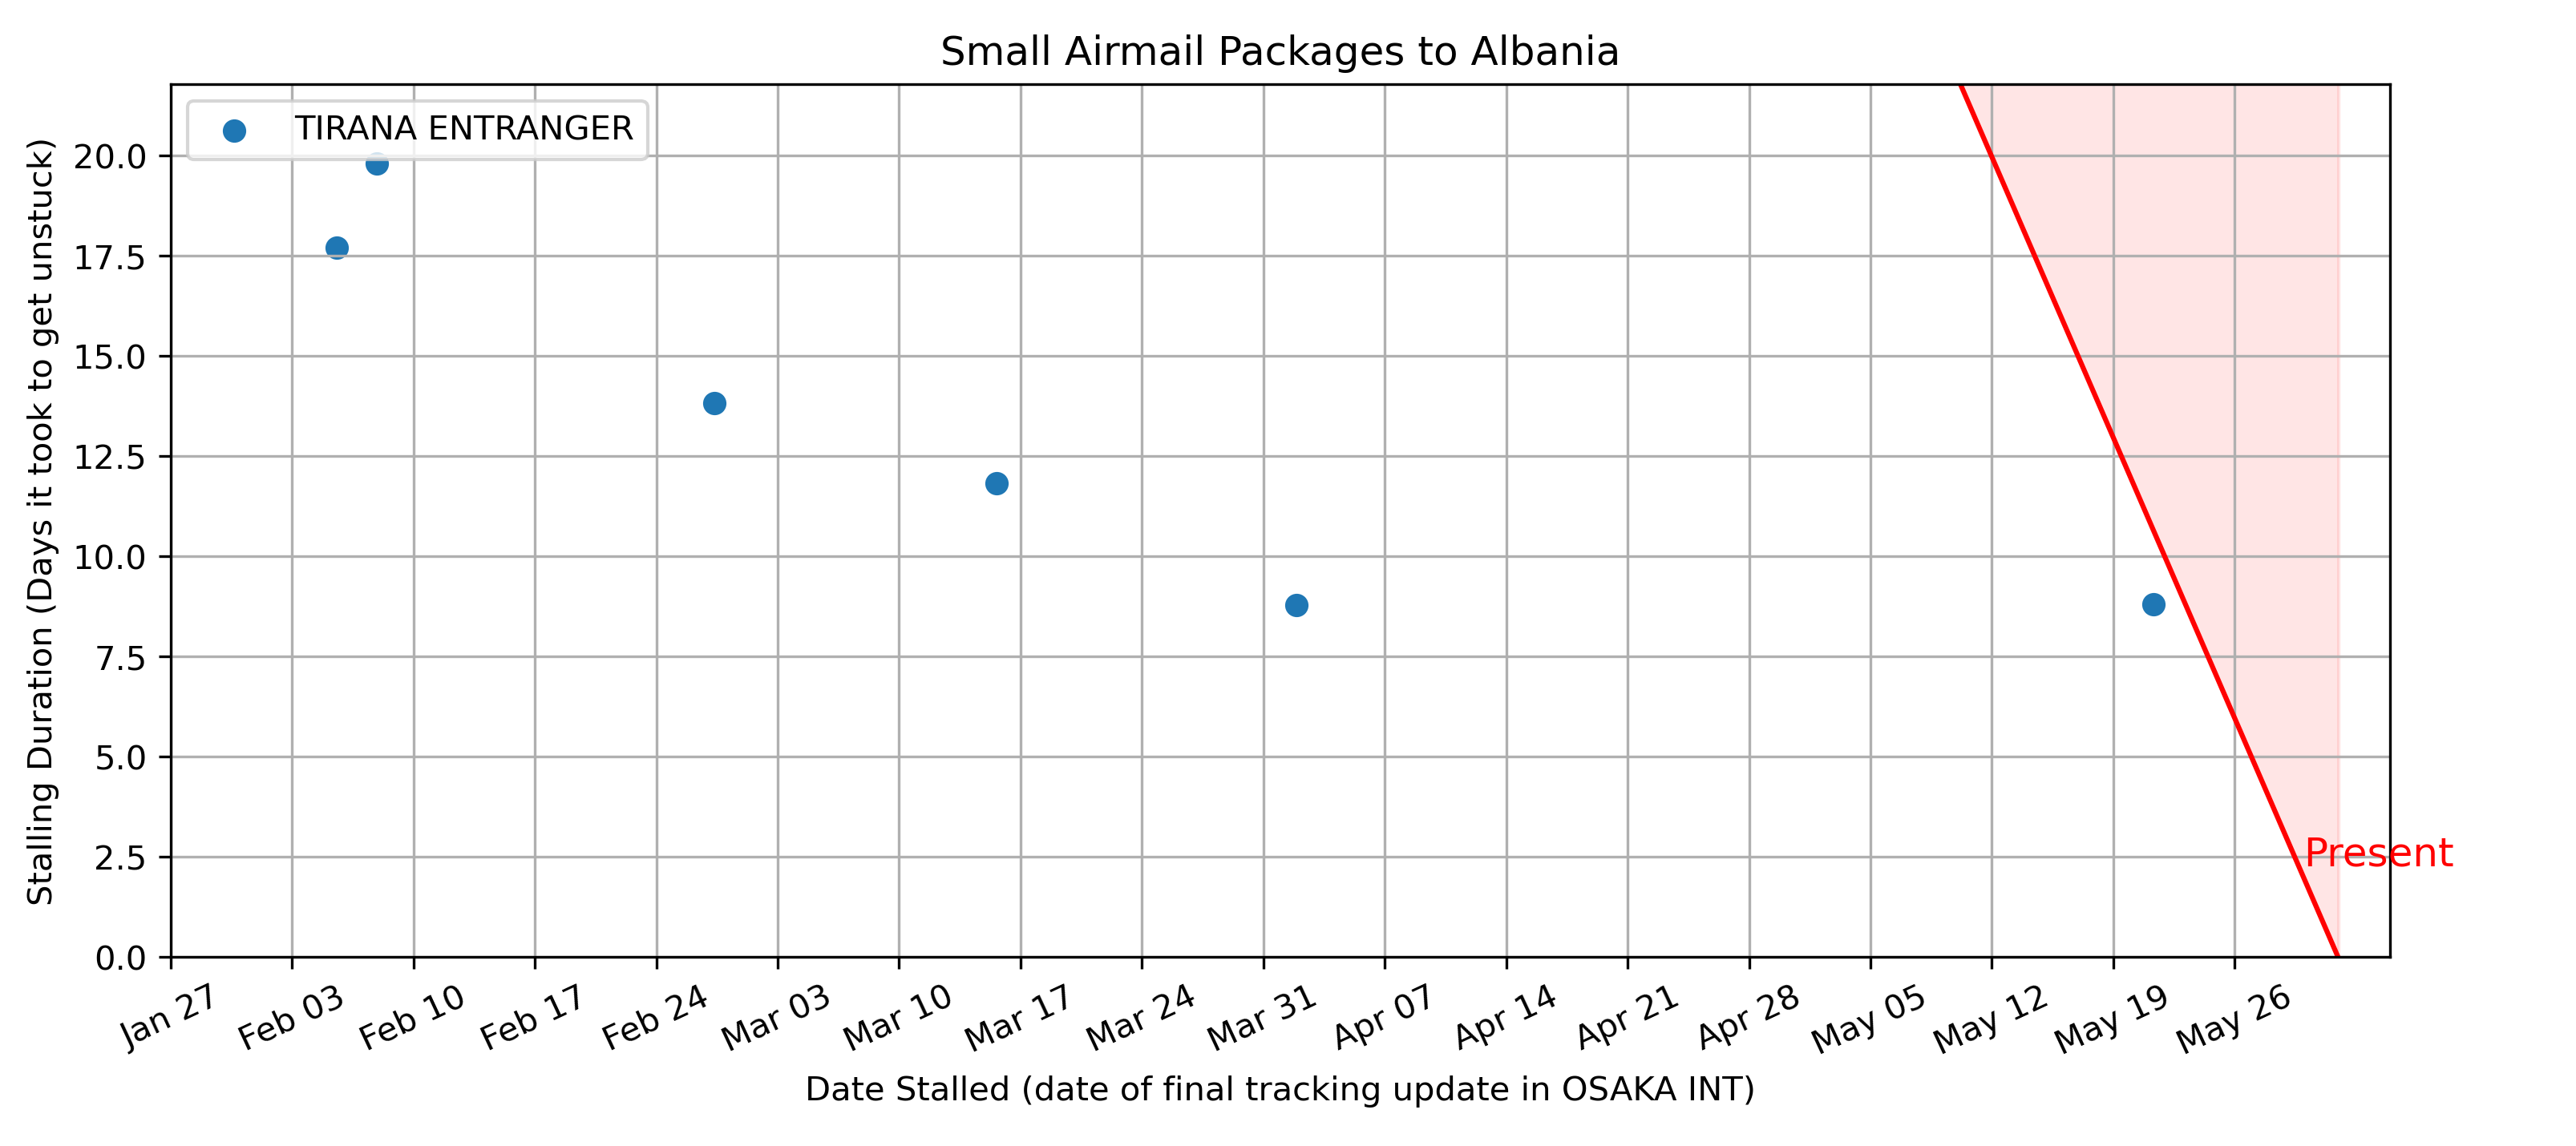 Small Airmail Packages to Albania
TIRANA ENTRANGER
Stalling Duration (Days it took to get unstuck)
20.0
17.5
15.0
12.5
10.0
7.5
5.0
2.5
0.0
Present
Jan 27
Feb 03
Feb 10
Feb 17
Feb 24
Mar 03
Mar 10
Mar 17
Mar 24
Mar 31
Apr 07
Apr 14
Apr 21
Apr 28
May 05
May 12
May 19
May 26
Date Stalled (date of final tracking update in OSAKA INT)